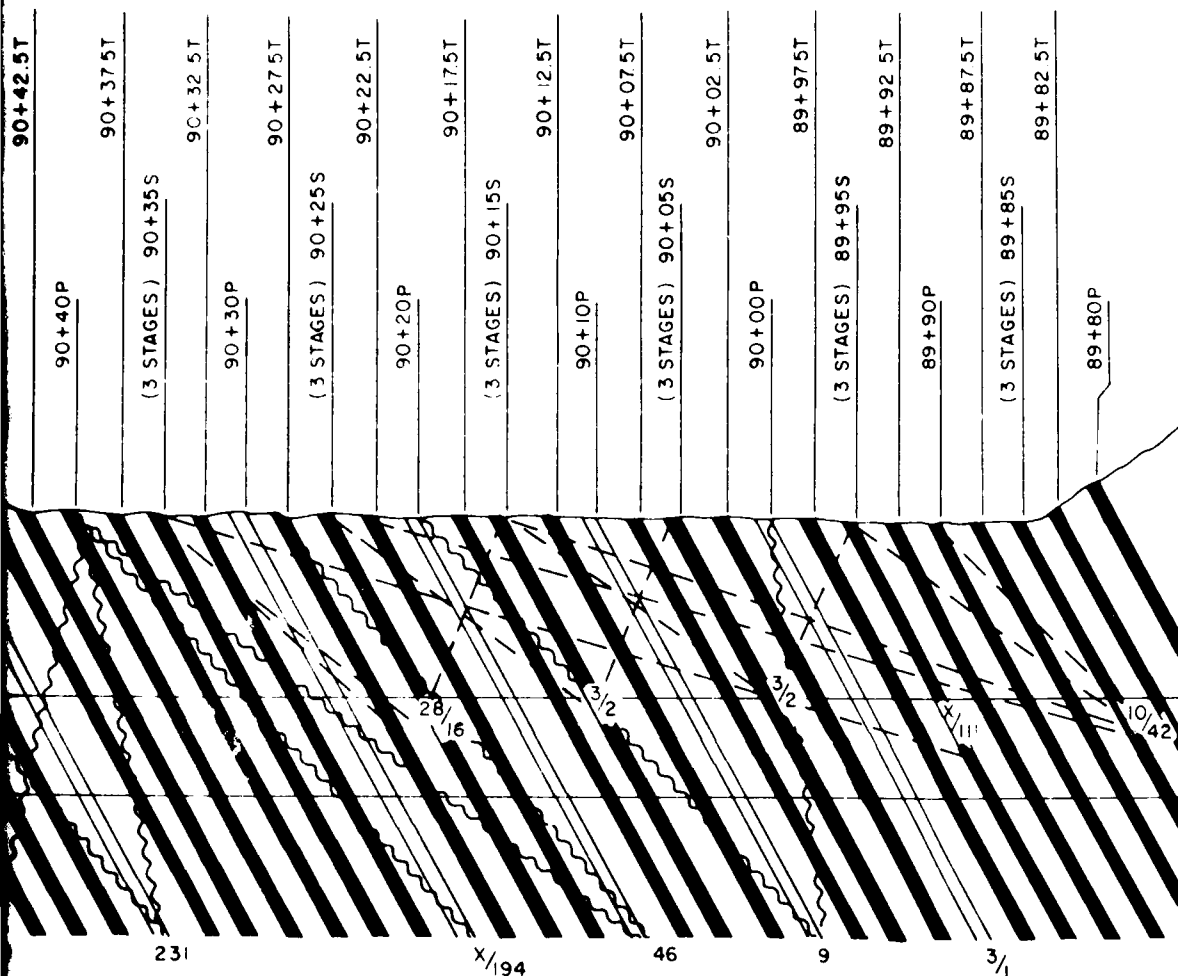 90+42.5T
90+37.5T
90+32.5T
90+27.5T
90+22.5T
90+17.5T
90+12.5T
90+07.5T
90+02.5T
89+97.5T
89+92.5T
89+87.5T
89+82.5T
(3 STAGES) 90+35S
(3 STAGES) 90+25S
(3 STAGES) 90+15S
(3 STAGES) 90+05S
(3 STAGES) 89+95S
(3 STAGES) 89+85S
90+40P
90+30P
90+20P
90+10P
90+00P
89+90P
89+80P
28/16
3/2
3/2
X/11
10/42
231
X/194
46
9
3/1